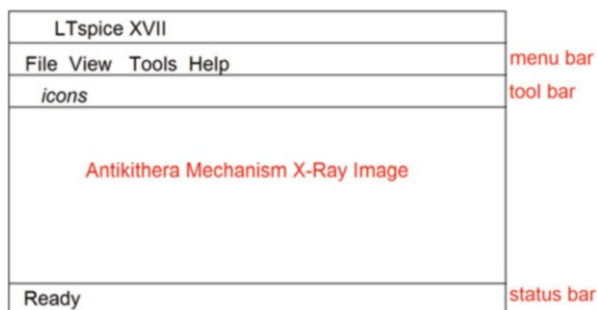 LTspice XVII
File View Tools Help
menu bar
icons
tool bar
Antikithera Mechanism X-Ray Image
Ready
status bar